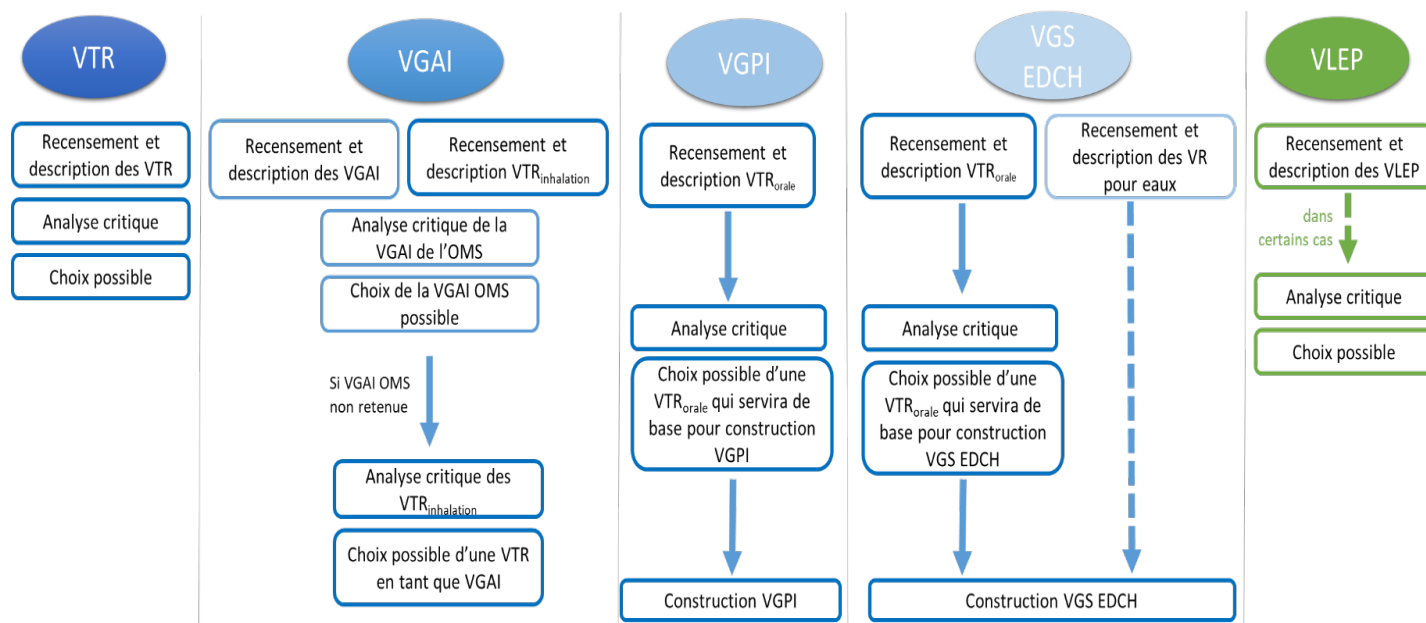 VTR
Recensement et
description des VTR
Analyse critique
Choix possible
VGAI
Recensement et
description des VGAI
Recensement et
description VTRinhalation
Analyse critique de la
VGAI de l’OMS
Choix de la VGAI OMS
possible
Si VGAI OMS
non retenue
Analyse critique des
VTRinhalation
Choix possible d’une VTR
en tant que VGAI
VGPI
Recensement et
description VTRorale
Analyse critique
Choix possible d’une
VTRorale qui servira de
base pour construction
VGPI
Construction VGPI
VGS
EDCH
Recensement et
description VTRorale
Recensement et
description des VR
pour eaux
Analyse critique
Choix possible d’une
VTRorale qui servira de
base pour construction
VGS EDCH
Construction VGS EDCH
VLEP
Recensement et
description des VLEP
dans
certains cas
Analyse critique
Choix possible